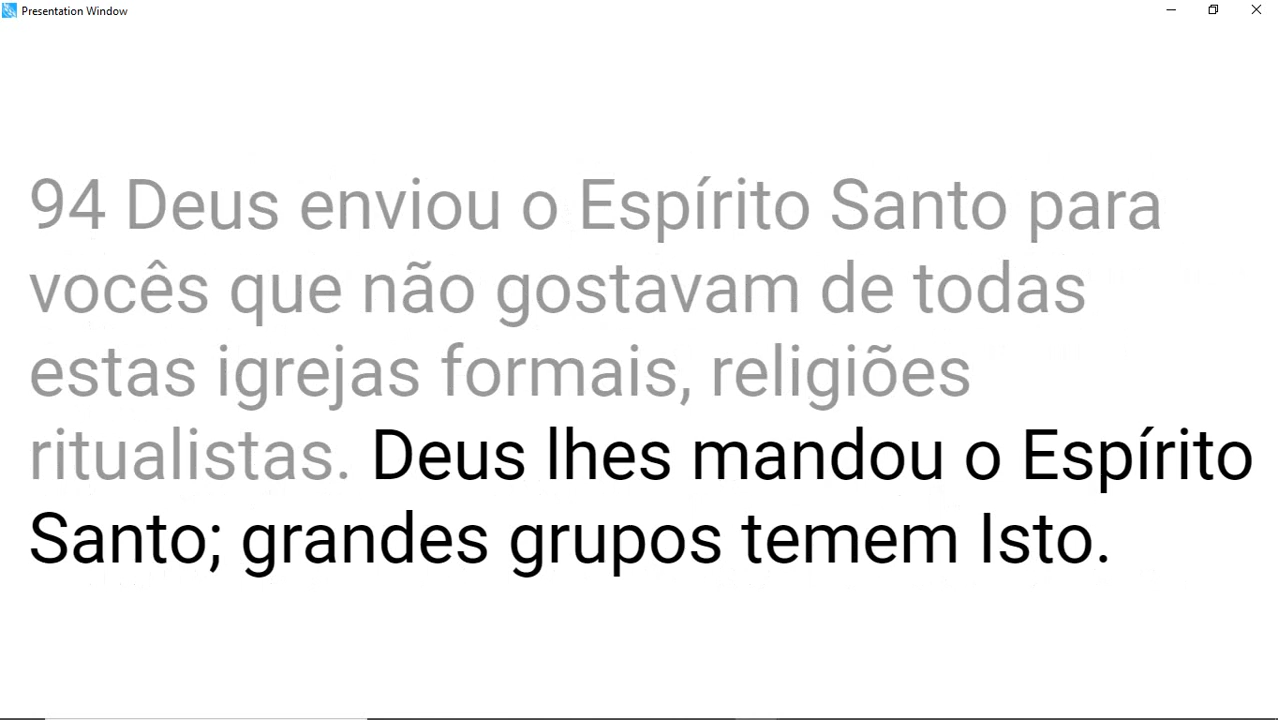 Presentation Window
94 Deus enviou o Espírito Santo para
vocês que não gostavam de todas
estas igrejas formais, religiões
ritualistas. Deus lhes mandou o Espírito
Santo; grandes grupos temem Isto.